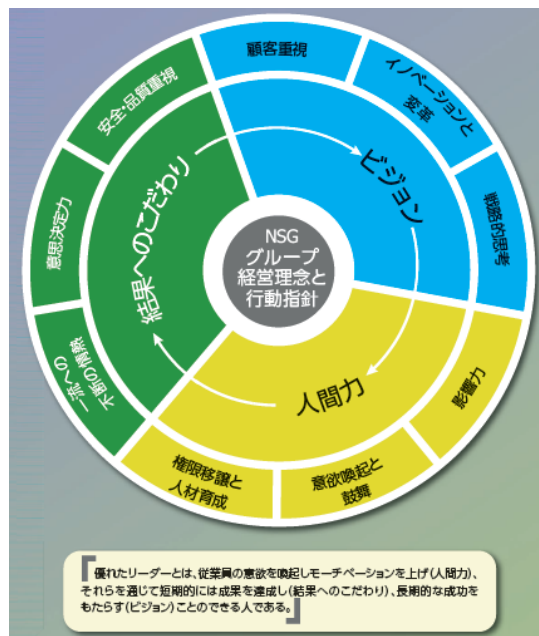 顧客重視
イノベーションと
変革
戦略的思考
影響力
意欲喚起と
鼓舞
権限移譲と
人材育成
一流への
不断の情熱
意思決定力
安全・品質重視
ビジョン
人間力
結果へのこだわり
NSG
グループ
経営理念と
行動指針
「優れたリーダーとは、従業員の意欲を喚起しモーチベーションを上げ(人間力)、
それらを通じて短期的には成果を達成し(結果へのこだわり)、長期的な成功を
もたらす(ビジョン)ことのできる人である。」